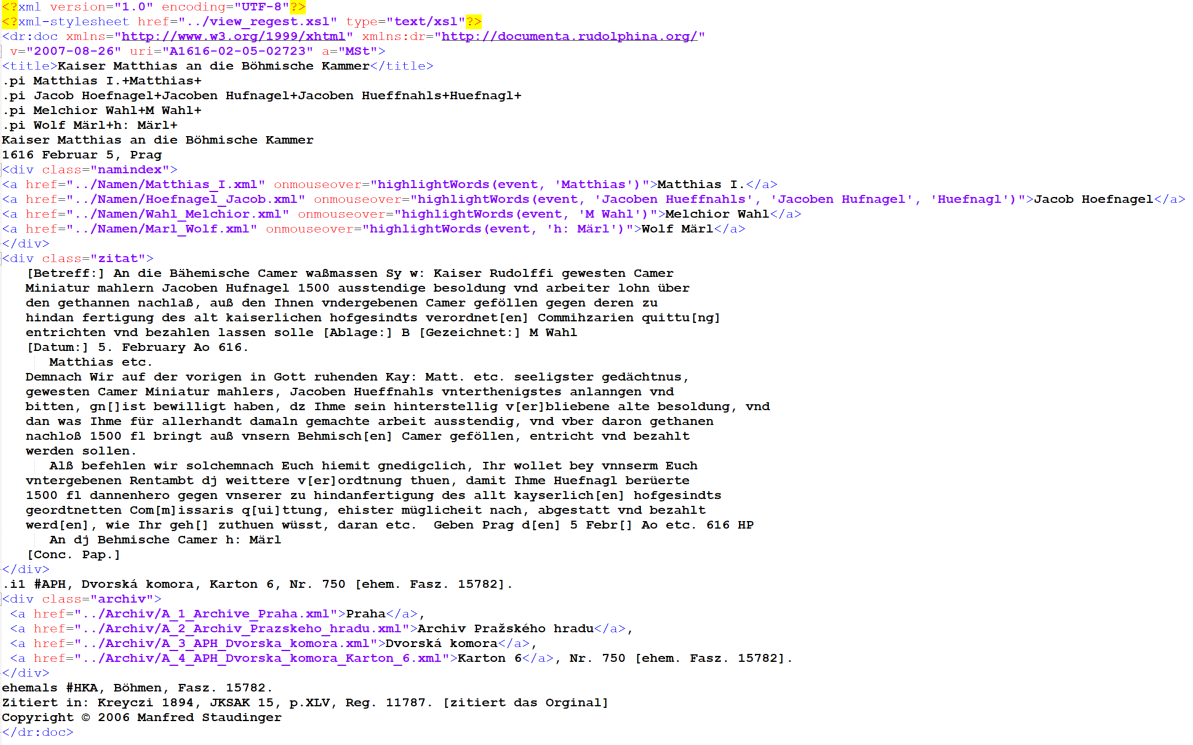 <?xml version="1.0" encoding="UTF-8"?>
<?xml-stylesheet href="../view_regest.xsl" type="text/xsl"?>
<dr:doc xmlns="http://www.w3.org/1999/xhtml" xmlns:dr="http://documenta.rudolphina.org/"
 v="2007-08-26" uri="A1616-02-05-02723" a="MSt">
<title>Kaiser Matthias an die Böhmische Kammer</title>
.pi Matthias I.+Matthias+
.pi Jacob Hoefnagel+Jacoben Hufnagel+Jacoben Hueffnahls+Huefnagl+
.pi Melchior Wahl+M Wahl+
.pi Wolf Märl+h: Märl+
Kaiser Matthias an die Böhmische Kammer
1616 Februar 5, Prag
<div class="namindex">
<a href="../Namen/Matthias_I.xml" onmouseover="highlightWords(event, 'Matthias')">Matthias I.</a>
<a href="../Namen/Hoefnagel_Jacob.xml" onmouseover="highlightWords(event, 'Jacoben Hueffnahls', 'Jacoben Hufnagel', 'Huefnagl')">Jacob Hoefnagel</a>
<a href="../Namen/Wahl_Melchior.xml" onmouseover="highlightWords(event, 'M Wahl')">Melchior Wahl</a>
<a href="../Namen/Marl_Wolf.xml" onmouseover="highlightWords(event, 'h: Märl')">Wolf Märl</a>
</div>
<div class="zitat">
[Betreff:] An die Bähemische Camer waßmassen Sy w: Kaiser Rudolffi gewesten Camer
Miniatur mahlern Jacoben Hufnagel 1500 ausstendige besoldung vnd arbeiter lohn über
den gethannen nachlaß, auß den Ihnen vndergebenen Camer geföllen gegen deren zu
hindan fertigung des alt kaiserlichen hofgesindts verordnet[en] Commihzarien quittu[ng]
entrichten vnd bezahlen lassen solle [Ablage:] B [Gezeichnet:] M Wahl
[Datum:] 5. February Ao 616.
Matthias etc.
Demnach Wir auf der vorigen in Gott ruhenden Kay: Matt. etc. seeligster gedächtnus,
gewesten Camer Miniatur mahlers, Jacoben Hueffnahls vnterthenigstes anlanngen vnd
bitten, gn[]ist bewilligt haben, dz Ihme sein hinterstellig v[er]bliebene alte besoldung, vnd
dan was Ihme für allerhandt damaln gemachte arbeit ausstendig, vnd vber daron gethanen
nachloß 1500 fl bringt auß vnsern Behmisch[en] Camer geföllen, entricht vnd bezahlt
werden sollen.
Alß befehlen wir solchemnach Euch hiemit gnedigclich, Ihr wollet bey vnnserm Euch
vntergebenen Rentambt dj weittere v[er]ordtnung thuen, damit Ihme Huefnagl berüerte
1500 fl dannenhero gegen vnserer zu hindanfertigung des allt kayserlich[en] hofgesindts
geordtnetten Com[m]issaris q[ui]ttung, ehister müglicheit nach, abgestatt vnd bezahlt
werd[en], wie Ihr geh[] zuthuen wüsst, daran etc.  Geben Prag d[en] 5 Febr[] Ao etc. 616 HP
An dj Behmische Camer h: Märl
[Conc. Pap.]
</div>
.i1 #APH, Dvorská komora, Karton 6, Nr. 750 [ehem. Fasz. 15782].
<div class="archiv">
<a href="../Archiv/A_1_Archive_Praha.xml">Praha</a>,
<a href="../Archiv/A_2_Archiv_Prazskeho_hradu.xml">Archiv Pražského hradu</a>,
<a href="../Archiv/A_3_APH_Dvorska_komora.xml">Dvorská komora</a>,
<a href="../Archiv/A_4_APH_Dvorska_komora_Karton_6.xml">Karton 6</a>, Nr. 750 [ehem. Fasz. 15782].
</div>
ehemals #HKA, Böhmen, Fasz. 15782.
Zitiert in: Kreyczi 1894, JKSAK 15, p.XLV, Reg. 11787. [zitiert das Orginal]
Copyright © 2006 Manfred Staudinger
</dr:doc>